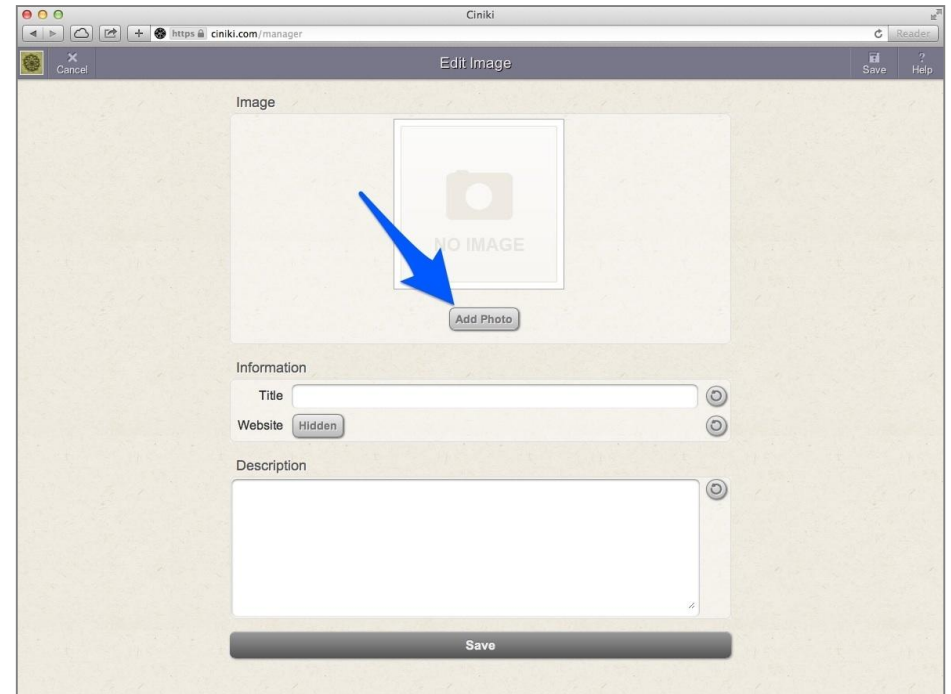 Ciniki
https ciniki.com/manager
Reader
Cancel
Edit Image
Save
? Help
Image
NO IMAGE
Add Photo
Information
Title
Website Hidden
Description
Save